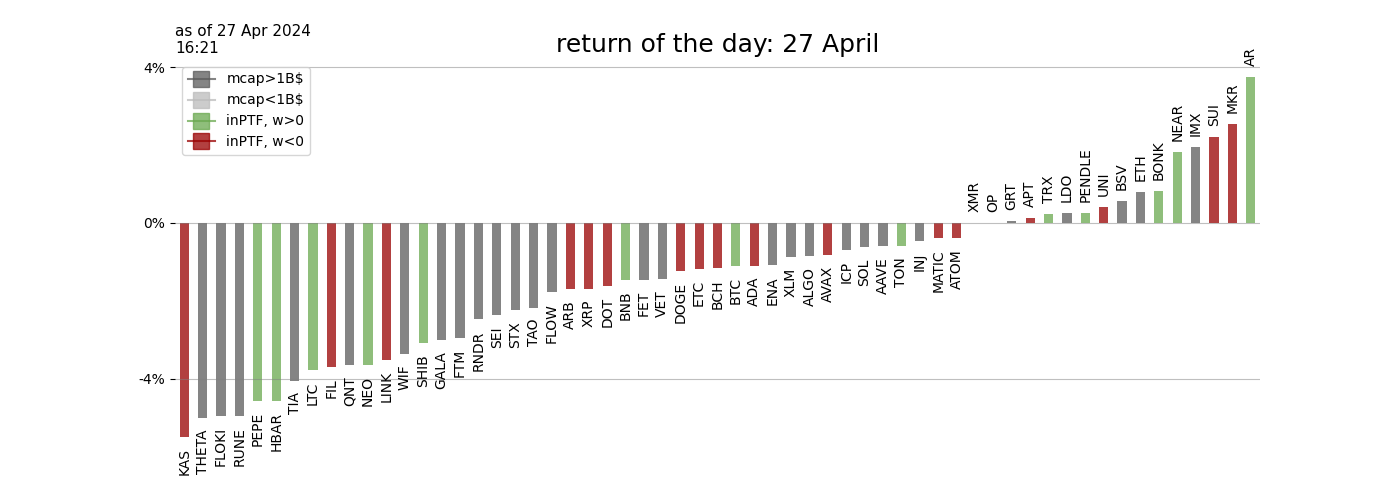 as of 27 Apr 2024
16:21
return of the day: 27 April
4%
0%
-4%
mcap>1B$
mcap<1B$
inPTF, w>0
inPTF, w<0
KAS
THETA
FLOKI
RUNE
PEPE
HBAR
TIA
LTC
FIL
QNT
NEO
LINK
WIF
SHIB
GALA
FTM
RNDR
SEI
STX
TAO
FLOW
ARB
XRP
DOT
BNB
FET
VET
DOGE
ETC
BCH
BTC
ADA
ENA
XLM
ALGO
AVAX
ICP
SOL
AAVE
TON
INJ
MATIC
ATOM
XMR
OP
GRT
APT
TRX
LDO
PENDLE
UNI
BSV
ETH
BONK
NEAR
IMX
SUI
MKR
AR